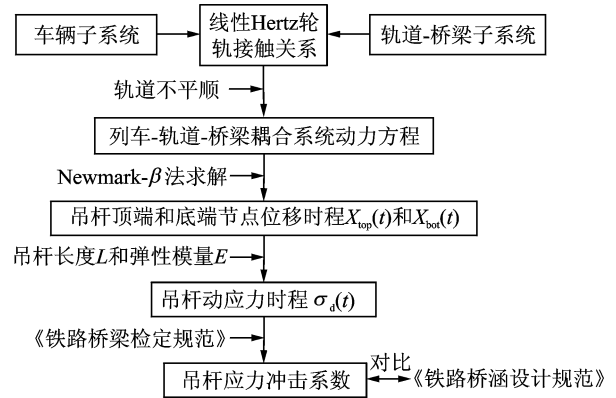 车辆子系统
线性Hertz轮
轨接触关系
轨道-桥梁子系统
轨道不平顺
列车-轨道-桥梁耦合系统动力方程
Newmark-β法求解
吊杆顶端和底端节点位移时程Xtop(t)和Xbot(t)
吊杆长度L和弹性模量E
吊杆动应力时程σd(t)
《铁路桥梁检定规范》
吊杆应力冲击系数
对比
《铁路桥涵设计规范》